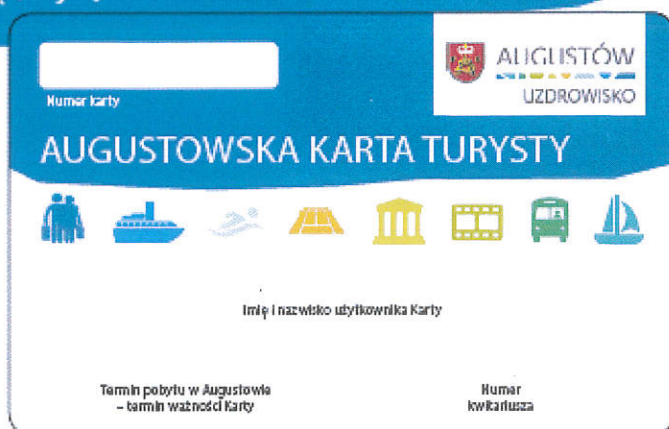 Numer karty
AUGUSTÓW
UZDROWISKO
AUGUSTOWSKA KARTA TURYSTY
Imię i nazwisko użytkownika Karty
Termin pobytu w Augustowie
– termin ważności Karty
Numer
kwitariusza